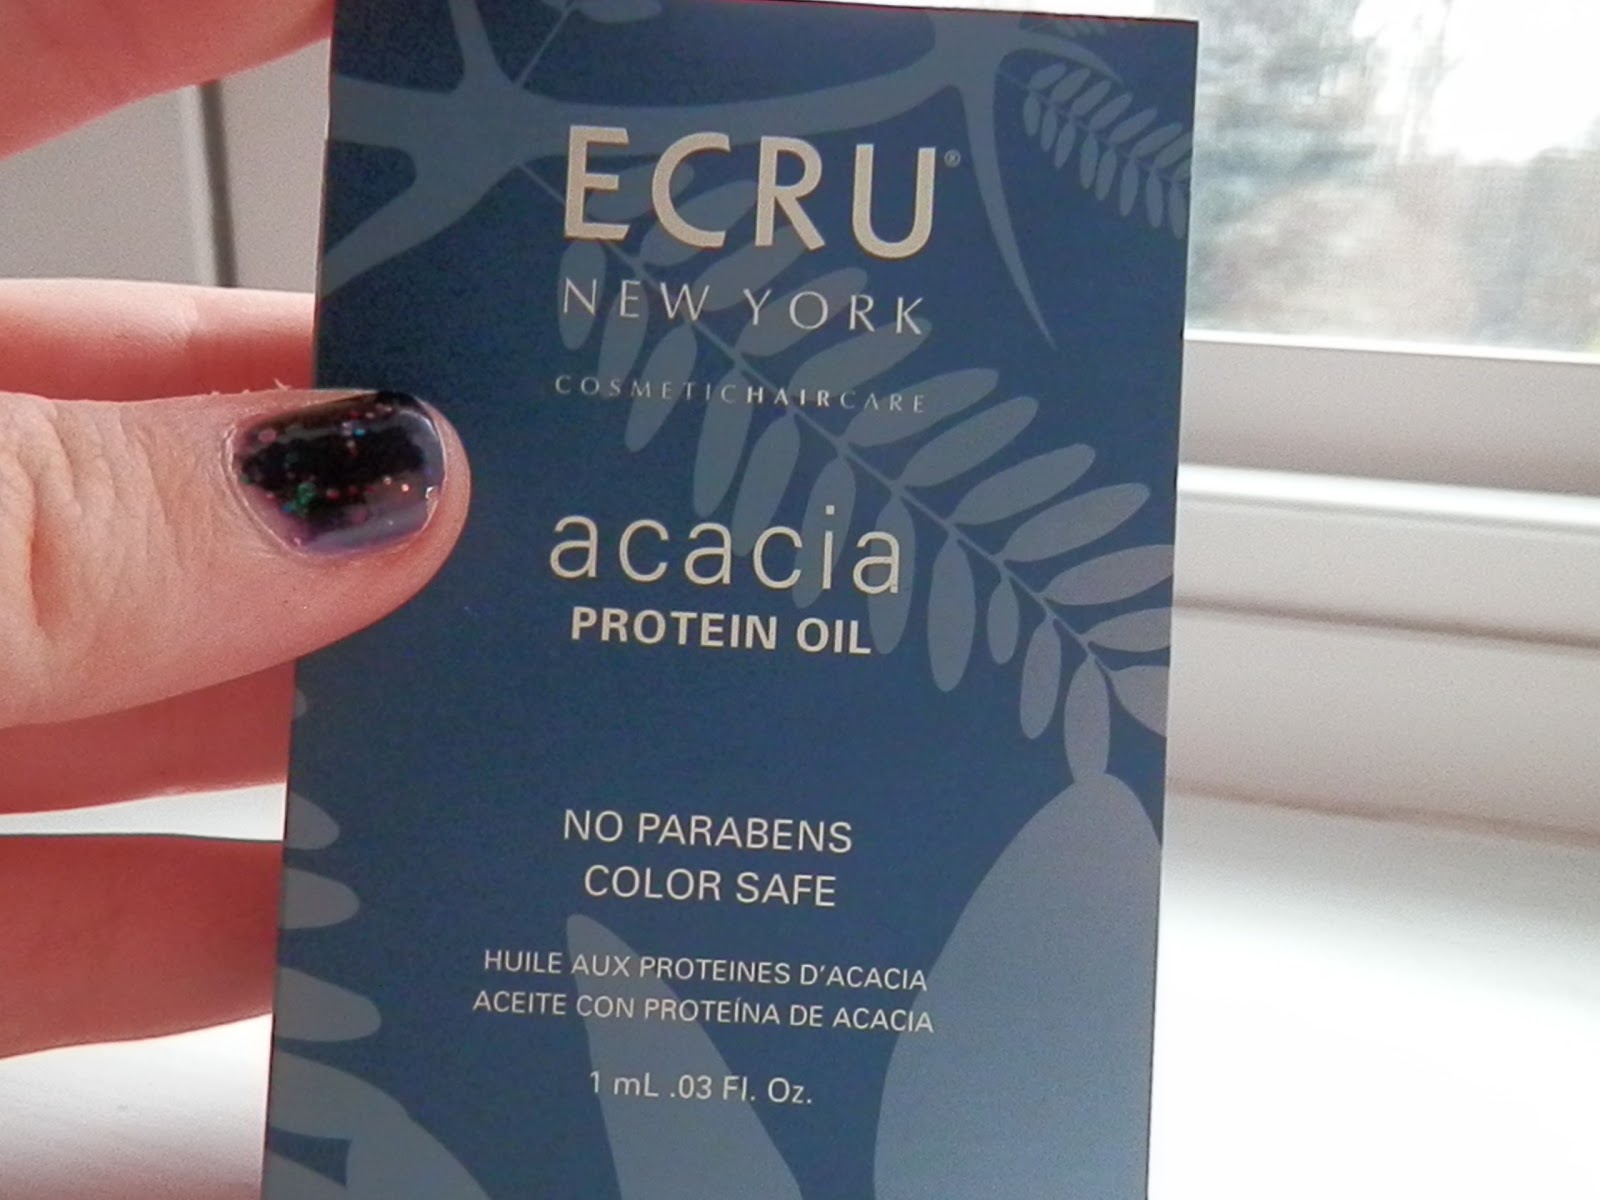 ECRU®
NEW YORK
COSMETICHAIRCARE
acacia
PROTEIN OIL
NO PARABENS
COLOR SAFE
HUILE AUX PROTEINES D'ACACIA
ACEITE CON PROTEÍNA DE ACACIA
1 mL .03 Fl. Oz.